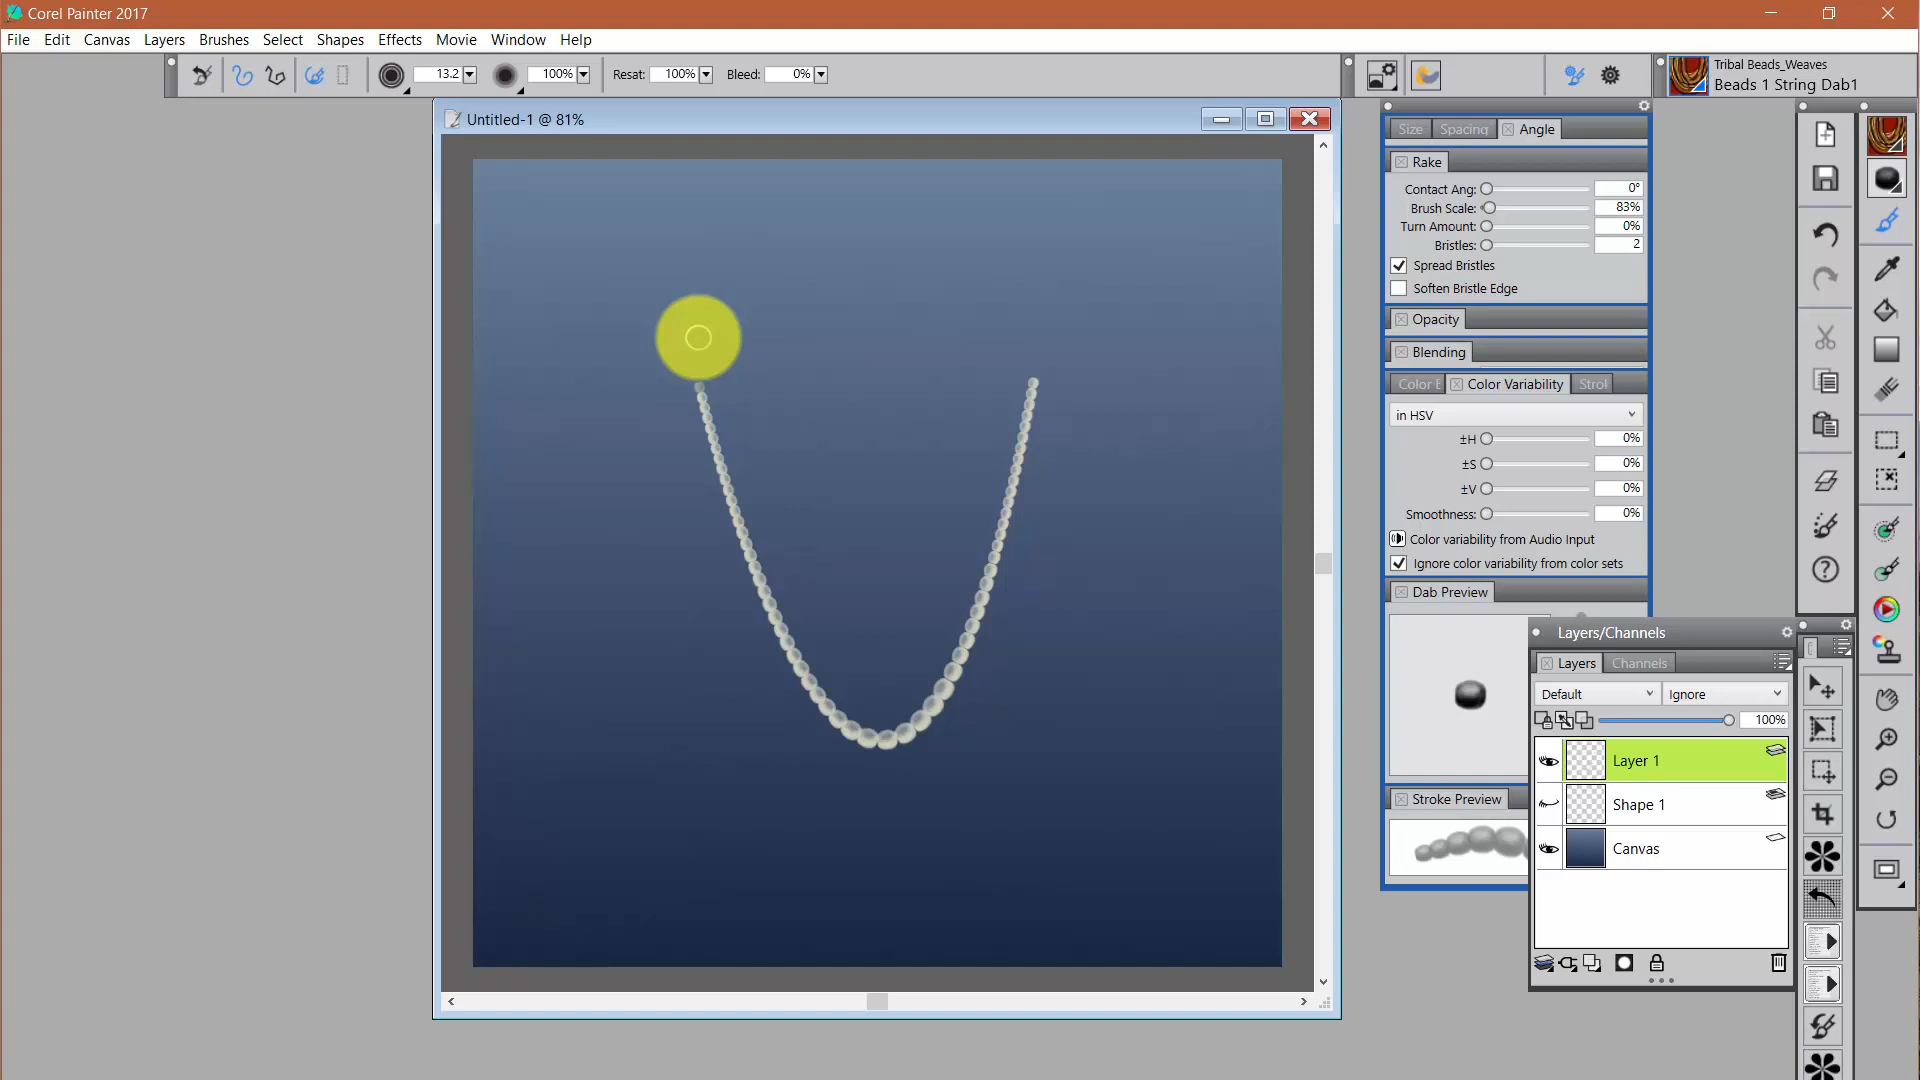 Corel Painter 2017
File Edit Canvas Layers Brushes Select Shapes Effects Movie Window Help
13.2 100% Resat: 100% Bleed: 0%
Tribal Beads_Weaves
Beads 1 String Dab1
Untitled-1 @ 81%
Size Spacing Angle
Rake
Contact Ang: 0°
Brush Scale: 83%
Turn Amount: 0%
Bristles: 2
Spread Bristles
Soften Bristle Edge
Opacity
Blending
Color E Color Variability Strol
in HSV
±H 0%
±S 0%
±V 0%
Smoothness: 0%
Color variability from Audio Input
Ignore color variability from color sets
Dab Preview
Stroke Preview
Layers/Channels
Layers Channels
Default Ignore
100%
Layer 1
Shape 1
Canvas